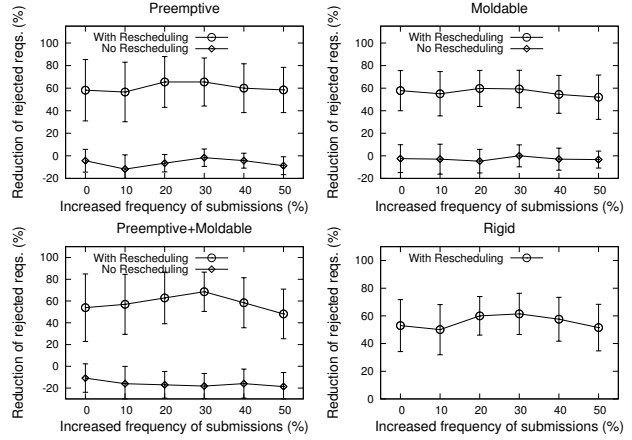 Preemptive
Reduction of rejected reqs. (%)
100
80
60
40
20
0
-20
With Rescheduling
No Rescheduling
0 10 20 30 40 50
Increased frequency of submissions (%)
Moldable
Reduction of rejected reqs. (%)
100
80
60
40
20
0
-20
With Rescheduling
No Rescheduling
0 10 20 30 40 50
Increased frequency of submissions (%)
Preemptive+Moldable
Reduction of rejected reqs. (%)
100
80
60
40
20
0
-20
With Rescheduling
No Rescheduling
0 10 20 30 40 50
Increased frequency of submissions (%)
Rigid
Reduction of rejected reqs. (%)
100
80
60
40
20
0
With Rescheduling
0 10 20 30 40 50
Increased frequency of submissions (%)